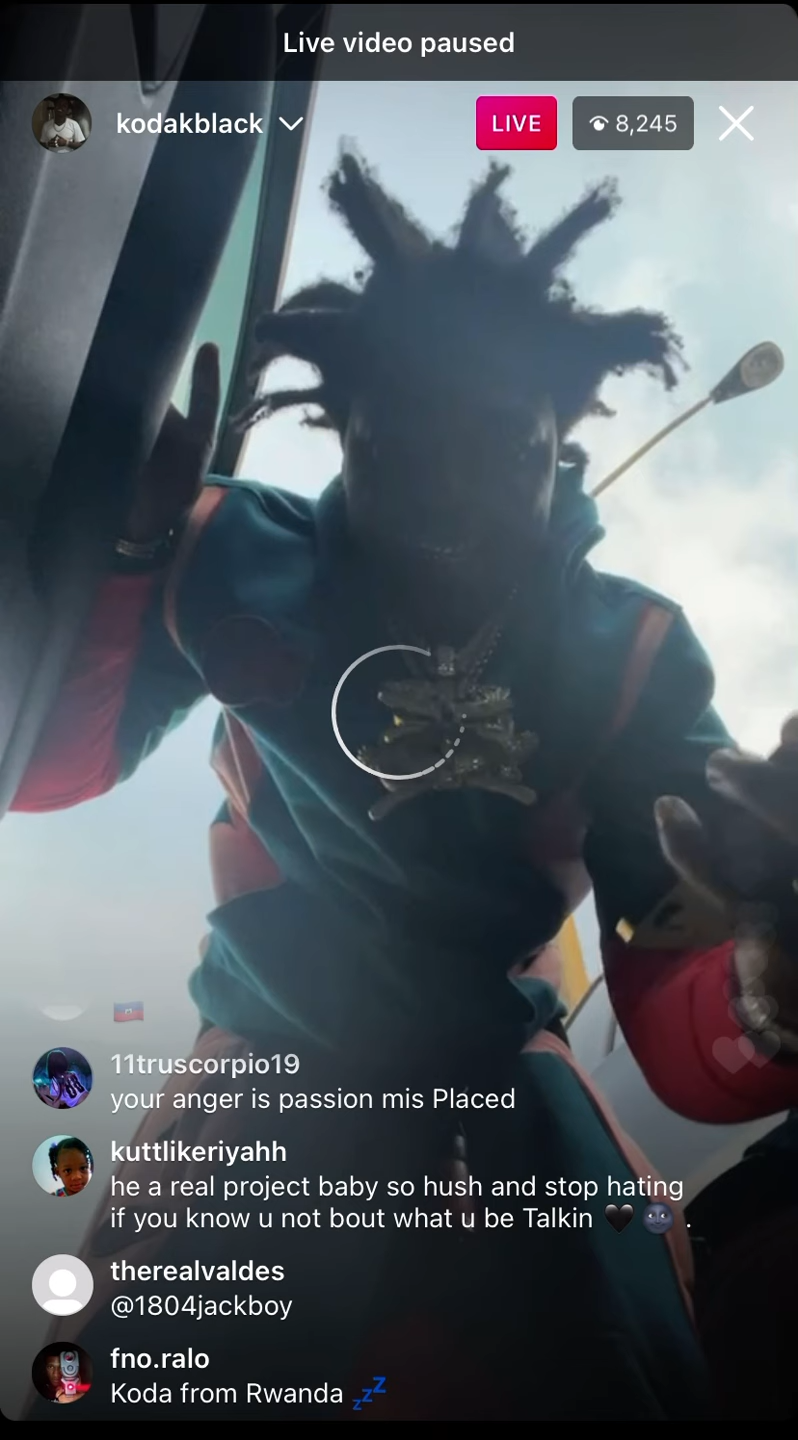 Live video paused
kodakblack
LIVE
8,245
🇭🇹
11truscorpio19
your anger is passion mis Placed
kuttlikeriyahh
he a real project baby so hush and stop hating
if you know u not bout what u be Talkin 🖤 🌚 .
therealvaldes
@1804jackboy
fno.ralo
Koda from Rwanda 💤